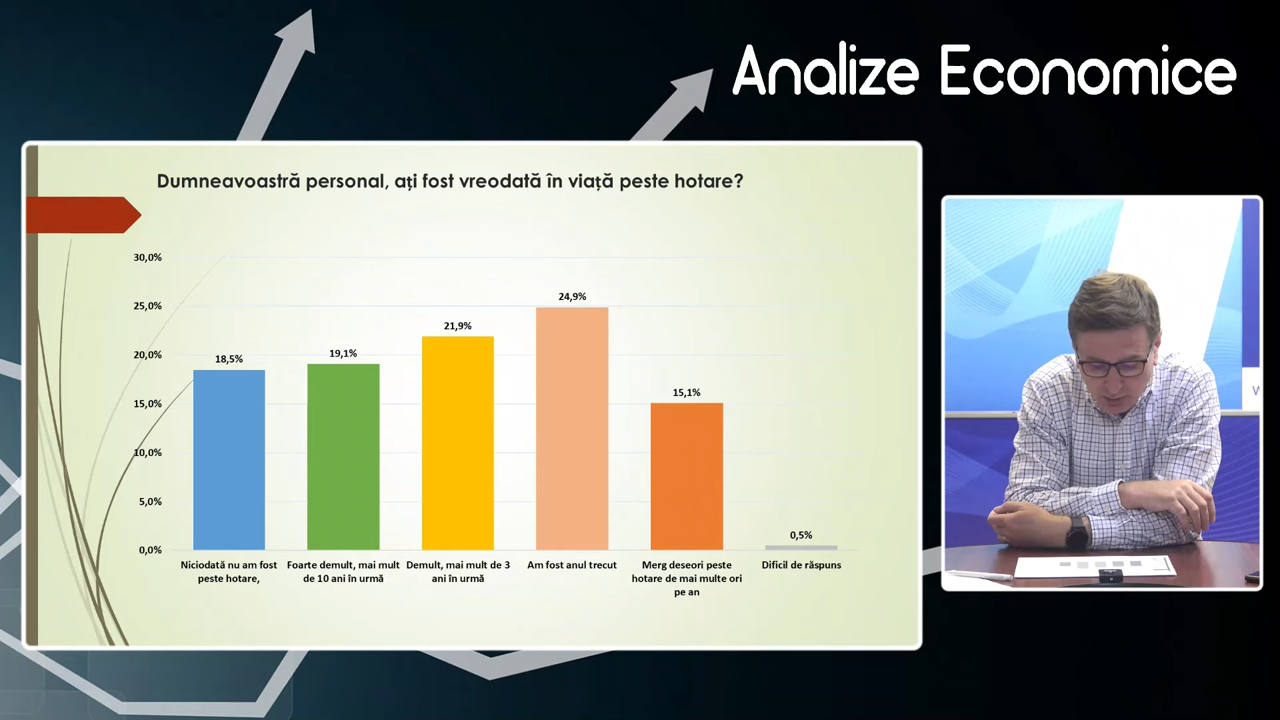 Analize Economice
Dumneavoastră personal, ați fost vreodată în viață peste hotare?
30,0%
25,0%
20,0%
15,0%
10,0%
5,0%
0,0%
18,5%
19,1%
21,9%
24,9%
15,1%
0,5%
Niciodată nu am fost
peste hotare,
Foarte demult, mai mult
de 10 ani în urmă
Demult, mai mult de 3
ani în urmă
Am fost anul trecut
Merg deseori peste
hotare de mai multe ori
pe an
Dificil de răspuns